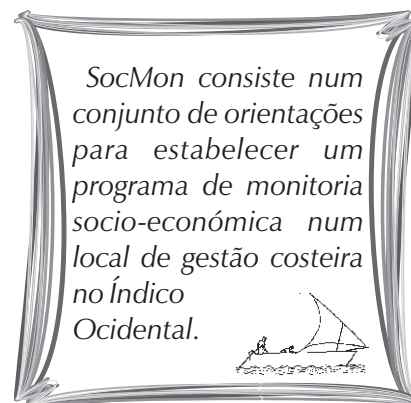 SocMon consiste num
conjunto de orientações
para estabelecer um
programa de monitoria
socio-económica num
local de gestão costeira
no Índico
Ocidental.